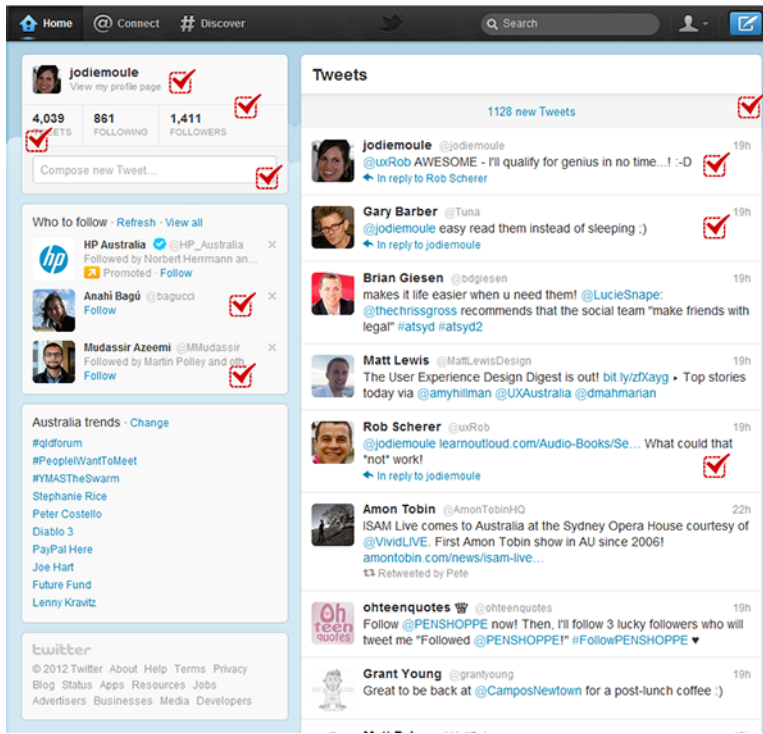 Home
Connect
Discover
Search
jodiemoule
View my profile page
4,039 861 1,411
TWEETS FOLLOWING FOLLOWERS
Compose new Tweet...
Who to follow · Refresh · View all
HP Australia @HP_Australia
Followed by Norbert Herrmann an...
Promoted · Follow
Anahí Bagú @bagucci
Follow
Mudassir Azeemi @MMudassir
Followed by Martin Polley and oth
Follow
Australia trends · Change
#qldforum
#PeopleIWantToMeet
#YMASTheSwarm
Stephanie Rice
Peter Costello
Diablo 3
PayPal Here
Joe Hart
Future Fund
Lenny Kravitz
twitter
© 2012 Twitter About Help Terms Privacy
Blog Status Apps Resources Jobs
Advertisers Businesses Media Developers
Tweets
1128 new Tweets
jodiemoule @jodiemoule 19h
@uxRob AWESOME - I'll qualify for genius in no time...! :-D
In reply to Rob Scherer
Gary Barber @Tuna 19h
@jodiemoule easy read them instead of sleeping ;)
In reply to jodiemoule
Brian Giesen @bdgiesen 19h
makes it life easier when u need them! @LucieSnape:
@thechrissgross recommends that the social team "make friends with
legal" #atsyd #atsyd2
Matt Lewis @MattLewisDesign 19h
The User Experience Design Digest is out! bit.ly/zfXayg ▸ Top stories
today via @amyhillman @UXAustralia @dmahmarian
Rob Scherer @uxRob 19h
@jodiemoule learnoutloud.com/Audio-Books/Se... What could that
*not* work!
In reply to jodiemoule
Amon Tobin @AmonTobinHQ 22h
ISAM Live comes to Australia at the Sydney Opera House courtesy of
@VividLIVE. First Amon Tobin show in AU since 2006!
amontobin.com/news/isam-live...
Retweeted by Pete
Oh
teen
quotes
ohteenquotes @ohteenquotes 19h
Follow @PENSHOPPE now! Then, I'll follow 3 lucky followers who will
tweet me "Followed @PENSHOPPE!" #FollowPENSHOPPE ♥
Grant Young @grantyoung 19h
Great to be back at @CamposNewtown for a post-lunch coffee :)